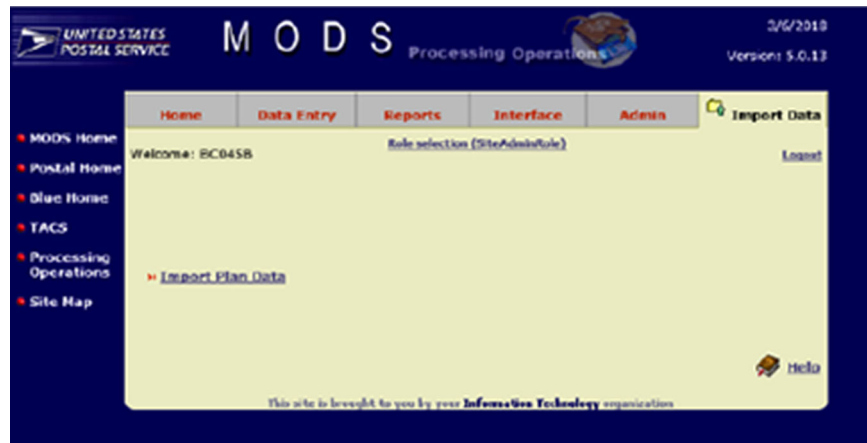 UNITED STATES
POSTAL SERVICE
MODS
Processing Operations
3/6/2018
Version: 5.0.13
Home
Data Entry
Reports
Interface
Admin
Import Data
MODS Home
Postal Home
Blue Home
TACS
Processing
Operations
Site Map
Welcome: BC045B
Role selection (SiteAdminRole)
Logout
Import Plan Data
Help
This site is brought to you by your Information Technology organization